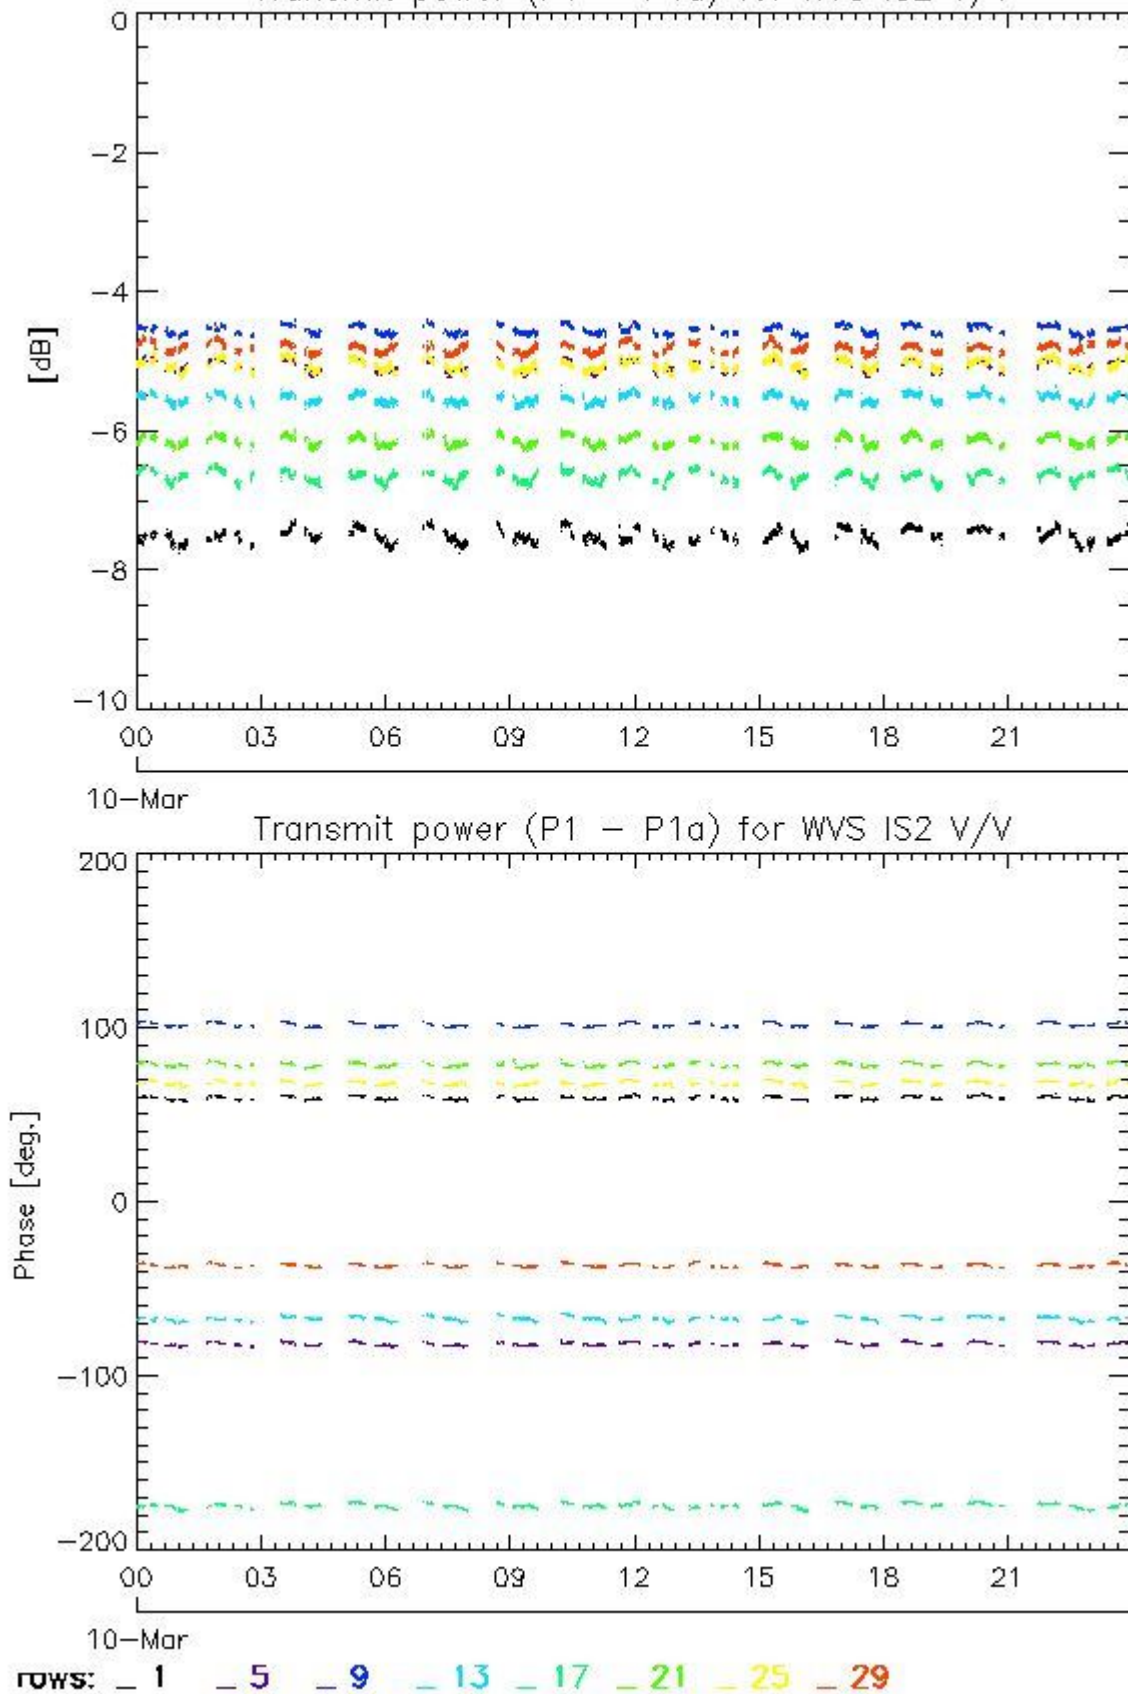 0
−2
−4
[dB]
−6
−8
−10
00 03 06 09 12 15 18 21
10−Mar
Transmit power (P1 − P1a) for WVS IS2 V/V
200
100
0
Phase [deg.]
−100
−200
00 03 06 09 12 15 18 21
10−Mar
rows: _ 1 _ 5 _ 9 _ 13 _ 17 _ 21 _ 25 _ 29